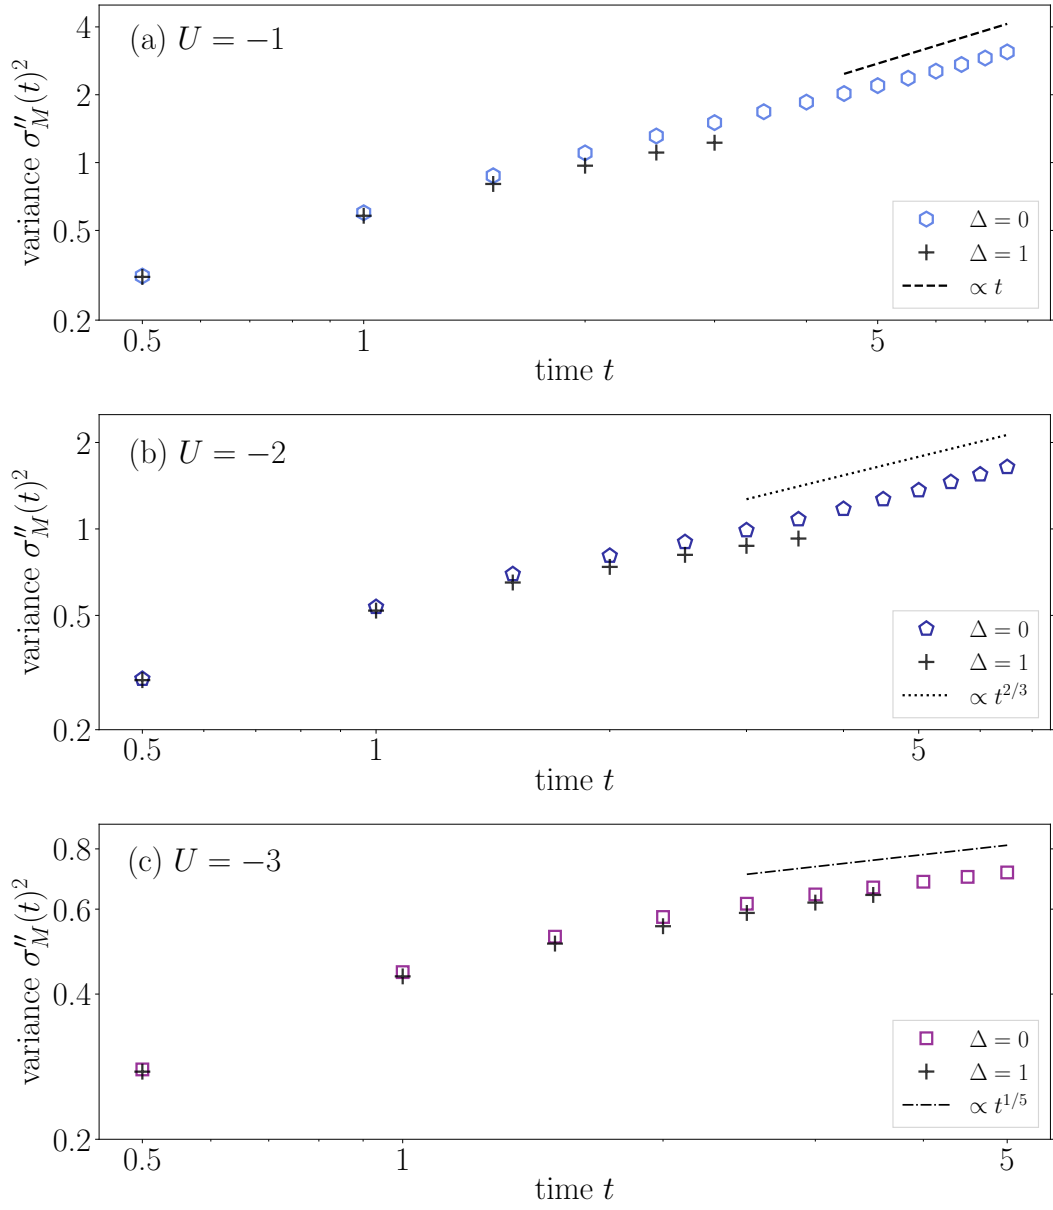 (a) U = −1
variance σ″_M(t)²
4
2
1
0.5
0.2
0.5
1
5
time t
Δ = 0
Δ = 1
∝ t
(b) U = −2
variance σ″_M(t)²
2
1
0.5
0.2
0.5
1
5
time t
Δ = 0
Δ = 1
∝ t^{2/3}
(c) U = −3
variance σ″_M(t)²
0.8
0.6
0.4
0.2
0.5
1
5
time t
Δ = 0
Δ = 1
∝ t^{1/5}